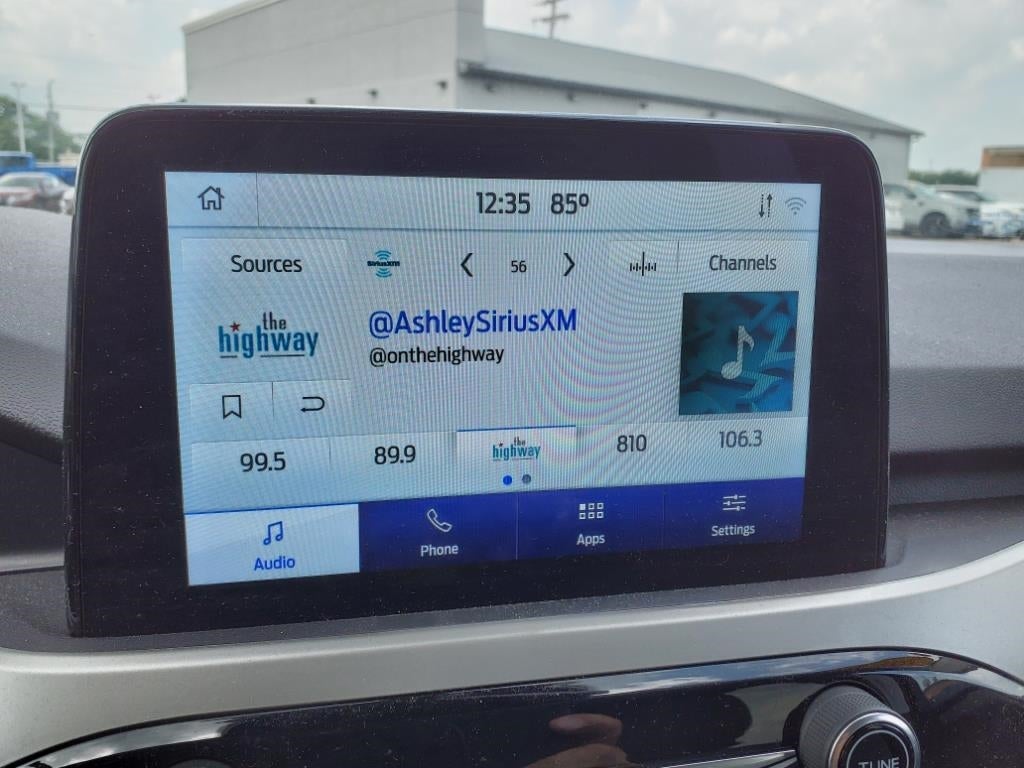 12:35 85º
Sources
SiriusXM
56
Channels
the
highway
@AshleySiriusXM
@onthehighway
99.5
89.9
the
highway
810
106.3
Audio
Phone
Apps
Settings
TUNE